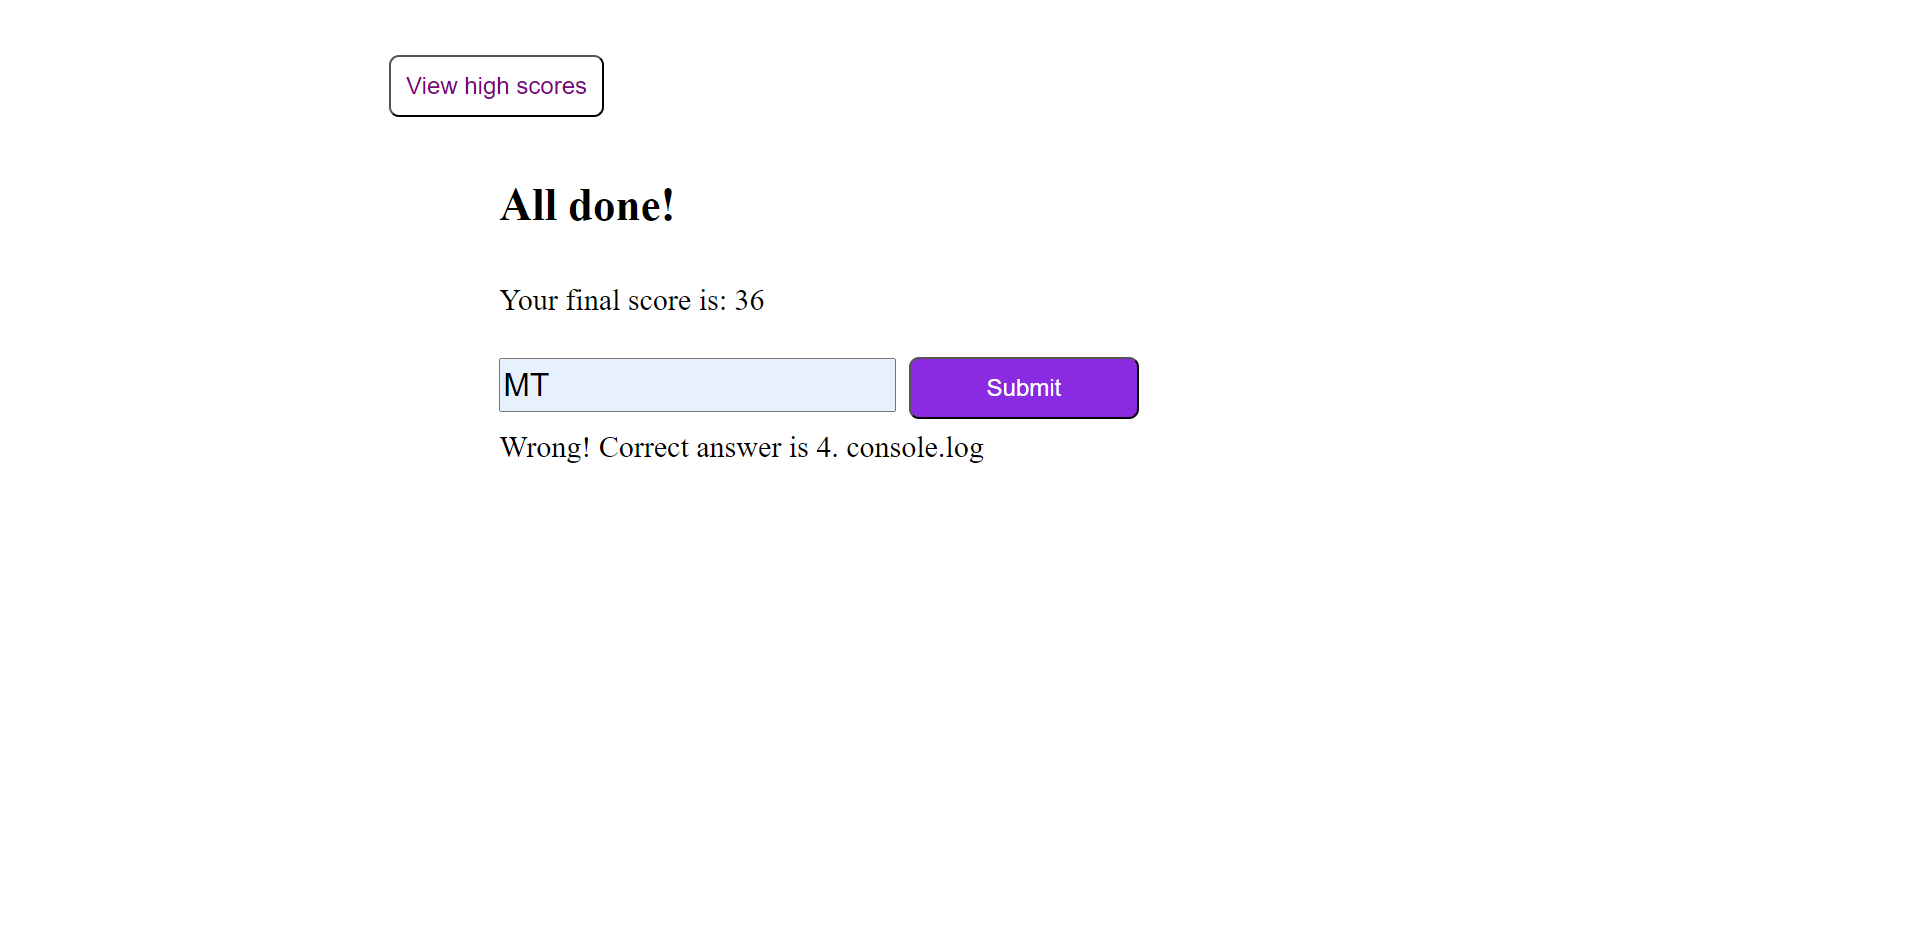 View high scores
All done!
Your final score is: 36
MT
Submit
Wrong! Correct answer is 4. console.log